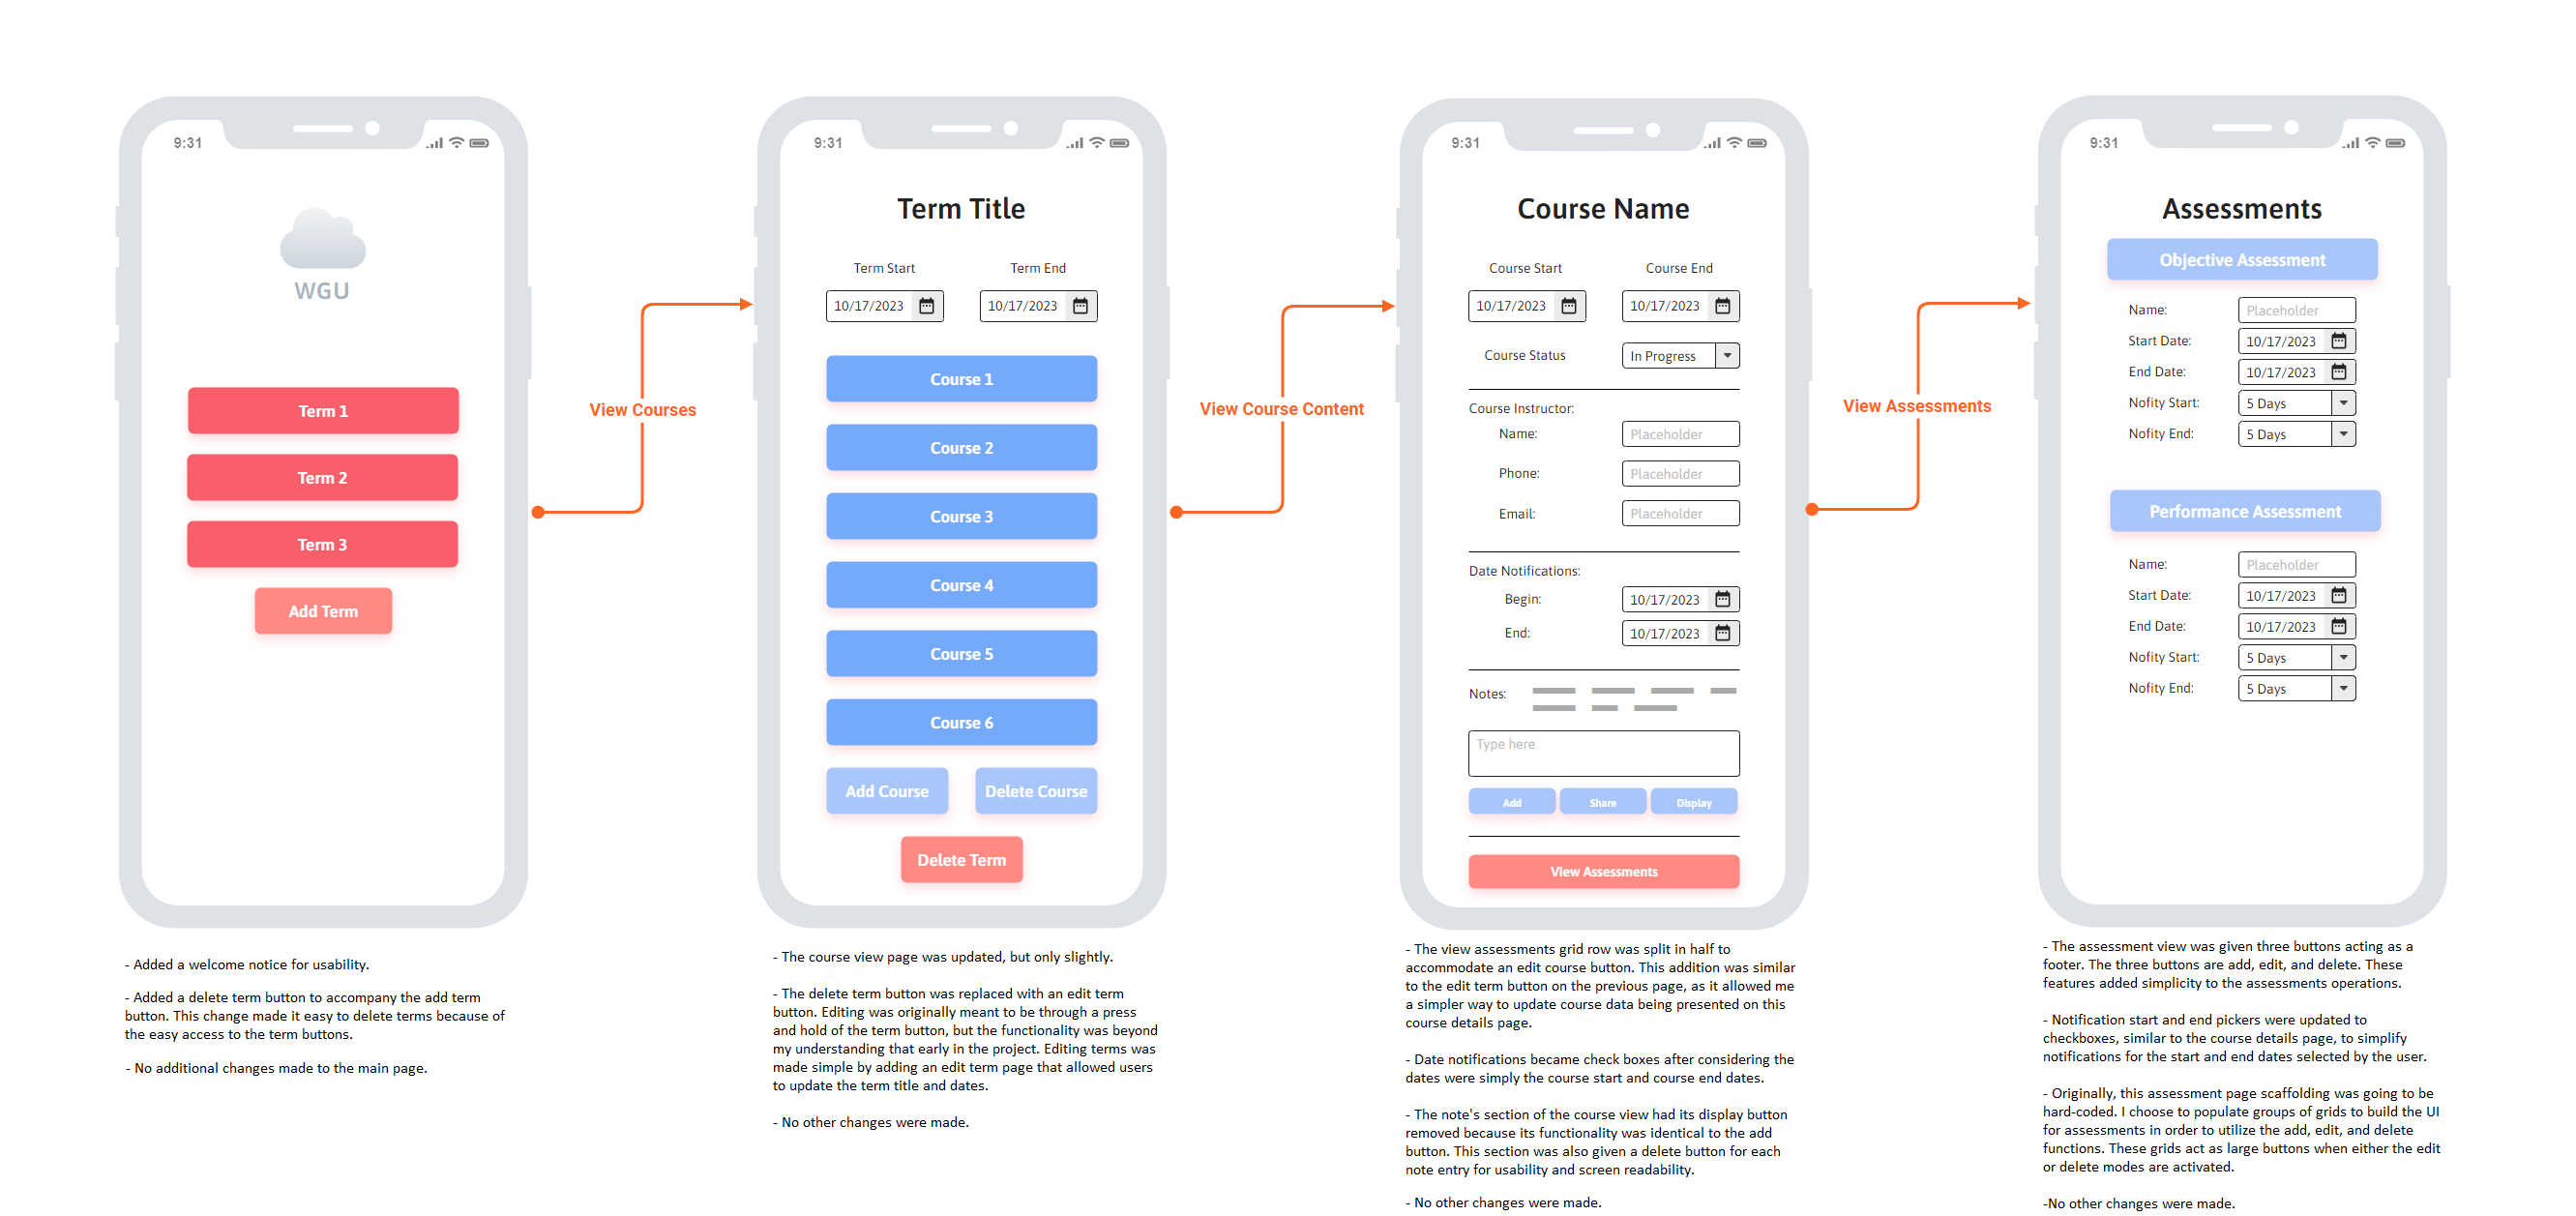 9:31
WGU
Term 1
Term 2
Term 3
Add Term
- Added a welcome notice for usability.
- Added a delete term button to accompany the add term
button. This change made it easy to delete terms because of
the easy access to the term buttons.
- No additional changes made to the main page.
View Courses
9:31
Term Title
Term Start Term End
10/17/2023 10/17/2023
Course 1
Course 2
Course 3
Course 4
Course 5
Course 6
Add Course Delete Course
Delete Term
- The course view page was updated, but only slightly.
- The delete term button was replaced with an edit term
button. Editing was originally meant to be through a press
and hold of the term button, but the functionality was beyond
my understanding that early in the project. Editing terms was
made simple by adding an edit term page that allowed users
to update the term title and dates.
- No other changes were made.
View Course Content
9:31
Course Name
Course Start Course End
10/17/2023 10/17/2023
Course Status In Progress
Course Instructor:
Name: Placeholder
Phone: Placeholder
Email: Placeholder
Date Notifications:
Begin: 10/17/2023
End: 10/17/2023
Notes:
Type here
Add Share Display
View Assessments
- The view assessments grid row was split in half to
accommodate an edit course button. This addition was similar
to the edit term button on the previous page, as it allowed me
a simpler way to update course data being presented on this
course details page.
- Date notifications became check boxes after considering the
dates were simply the course start and course end dates.
- The note's section of the course view had its display button
removed because its functionality was identical to the add
button. This section was also given a delete button for each
note entry for usability and screen readability.
- No other changes were made.
View Assessments
9:31
Assessments
Objective Assessment
Name: Placeholder
Start Date: 10/17/2023
End Date: 10/17/2023
Nofity Start: 5 Days
Nofity End: 5 Days
Performance Assessment
Name: Placeholder
Start Date: 10/17/2023
End Date: 10/17/2023
Nofity Start: 5 Days
Nofity End: 5 Days
- The assessment view was given three buttons acting as a
footer. The three buttons are add, edit, and delete. These
features added simplicity to the assessments operations.
- Notification start and end pickers were updated to
checkboxes, similar to the course details page, to simplify
notifications for the start and end dates selected by the user.
- Originally, this assessment page scaffolding was going to be
hard-coded. I choose to populate groups of grids to build the UI
for assessments in order to utilize the add, edit, and delete
functions. These grids act as large buttons when either the edit
or delete modes are activated.
-No other changes were made.